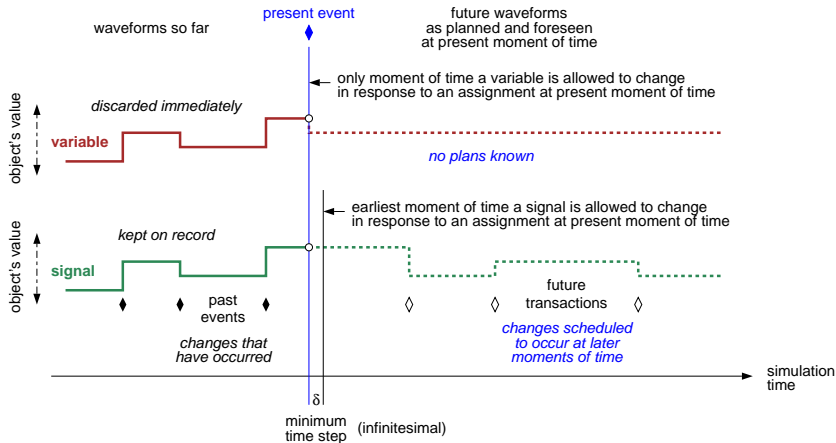 waveforms so far
present event
future waveforms
as planned and foreseen
at present moment of time
only moment of time a variable is allowed to change
in response to an assignment at present moment of time
object's value
discarded immediately
variable
no plans known
earliest moment of time a signal is allowed to change
in response to an assignment at present moment of time
object's value
kept on record
signal
past
events
future
transactions
changes that
have occurred
changes scheduled
to occur at later
moments of time
simulation
time
δ
minimum
time step
(infinitesimal)